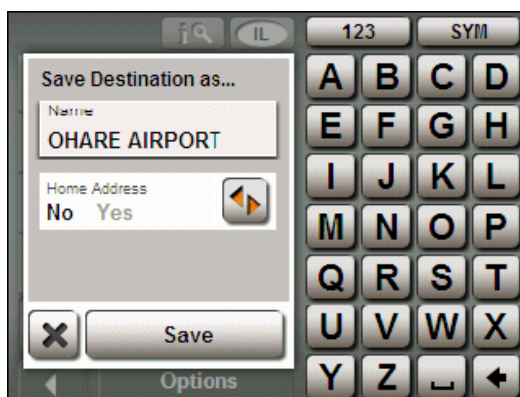 IL
Save Destination as...
Name
OHARE AIRPORT
Home Address
No Yes
Save
Options
123 SYM
A B C D
E F G H
I J K L
M N O P
Q R S T
U V W X
Y Z